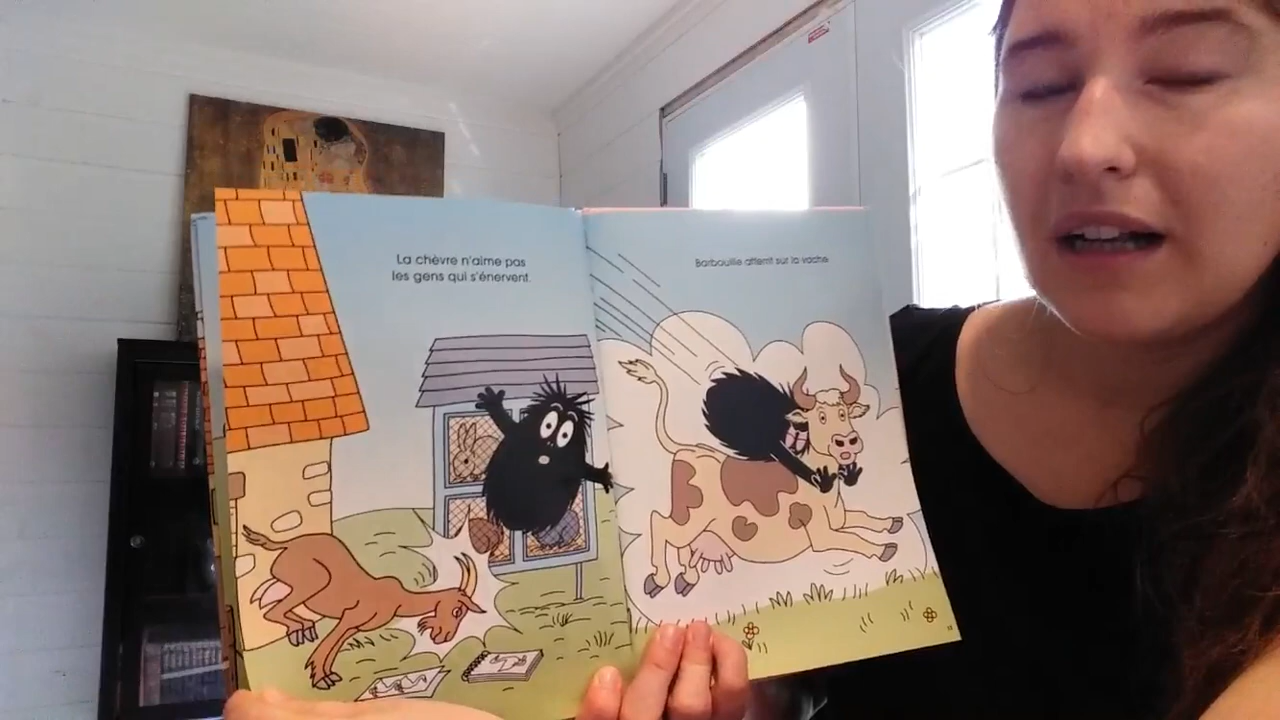 La chèvre n'aime pas
les gens qui s'énervent.
Barbouille atterrit sur la vache